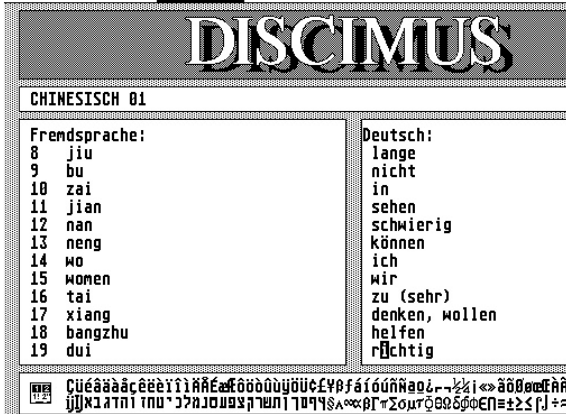 DISCIMUS
CHINESISCH 01
Fremdsprache:
8 jiu
9 bu
10 zai
11 jian
12 nan
13 neng
14 wo
15 women
16 tai
17 xiang
18 bangzhu
19 dui
Deutsch:
lange
nicht
in
sehen
schwierig
können
ich
wir
zu (sehr)
denken, wollen
helfen
richtig